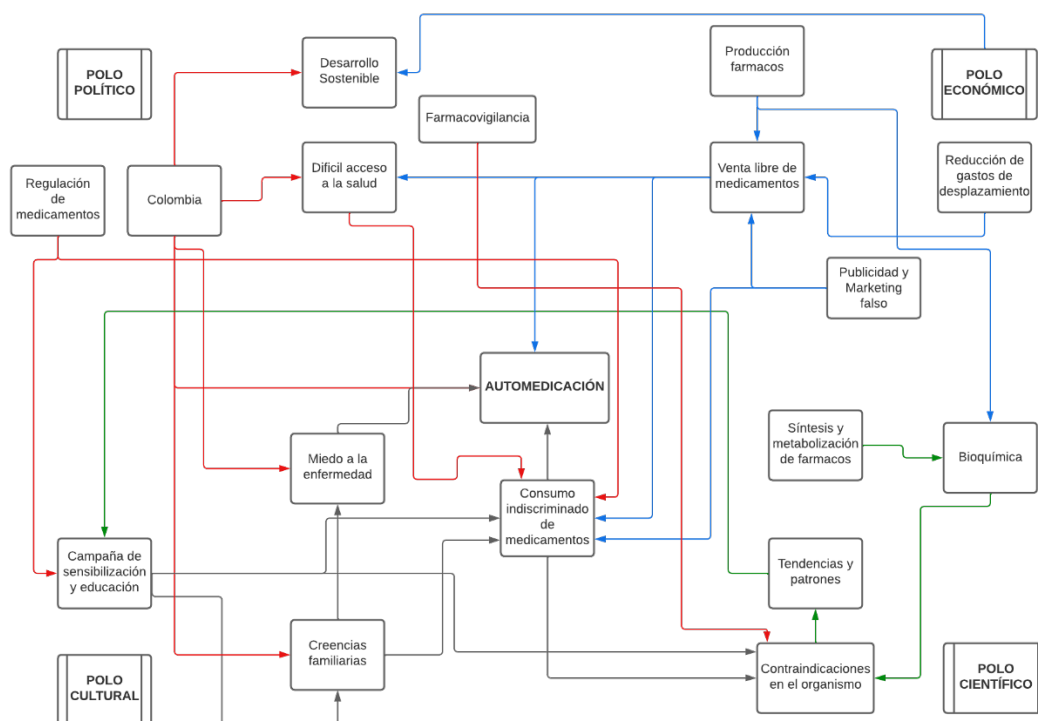 POLO
POLÍTICO
Desarrollo
Sostenible
Producción
farmacos
POLO
ECONÓMICO
Farmacovigilancia
Regulación
de
medicamentos
Colombia
Dificil acceso
a la salud
Venta libre de
medicamentos
Reducción de
gastos de
desplazamiento
Publicidad y
Marketing
falso
AUTOMEDICACIÓN
Miedo a la
enfermedad
Síntesis y
metabolización
de farmacos
Bioquímica
Consumo
indiscriminado
de
medicamentos
Campaña de
sensibilización
y educación
Tendencias y
patrones
Creencias
familiarias
Contraindicaciones
en el organismo
POLO
CULTURAL
POLO
CIENTÍFICO